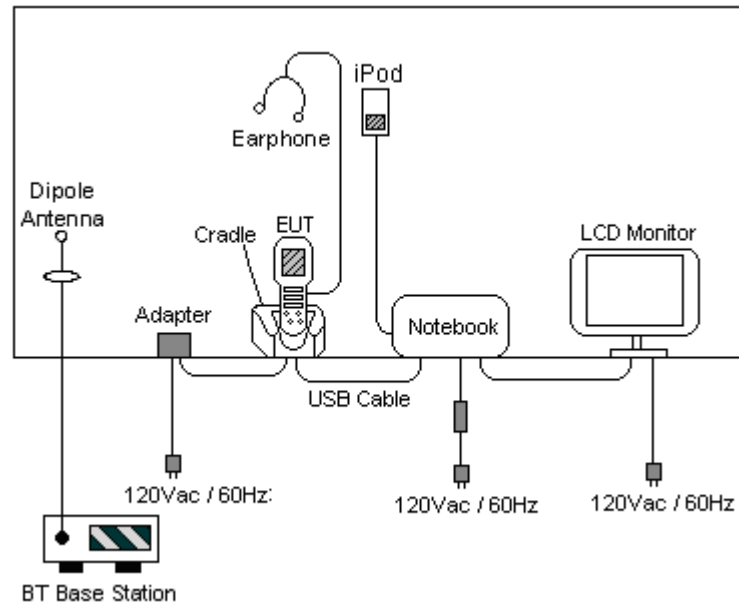 iPod
Earphone
Dipole
Antenna
EUT
Cradle
LCD Monitor
Adapter
Notebook
USB Cable
120Vac / 60Hz:
120Vac / 60Hz
120Vac / 60Hz
BT Base Station